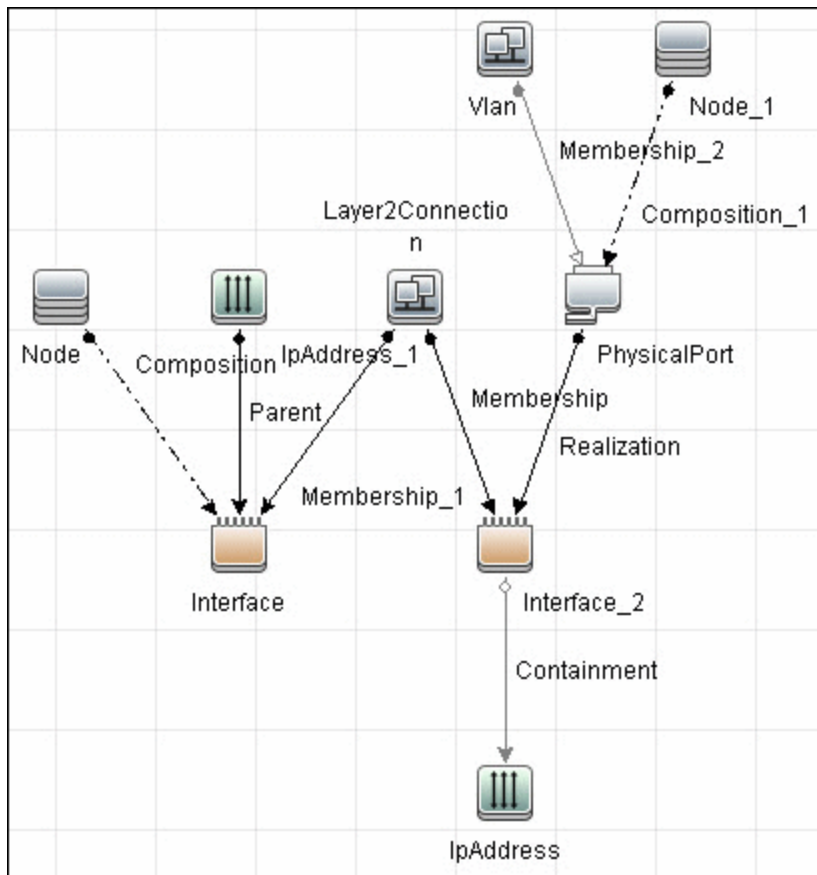 Vlan
Node_1
Membership_2
Layer2Connectio
n
Composition_1
Node
Composition
IpAddress_1
PhysicalPort
Parent
Membership
Realization
Membership_1
Interface
Interface_2
Containment
IpAddress